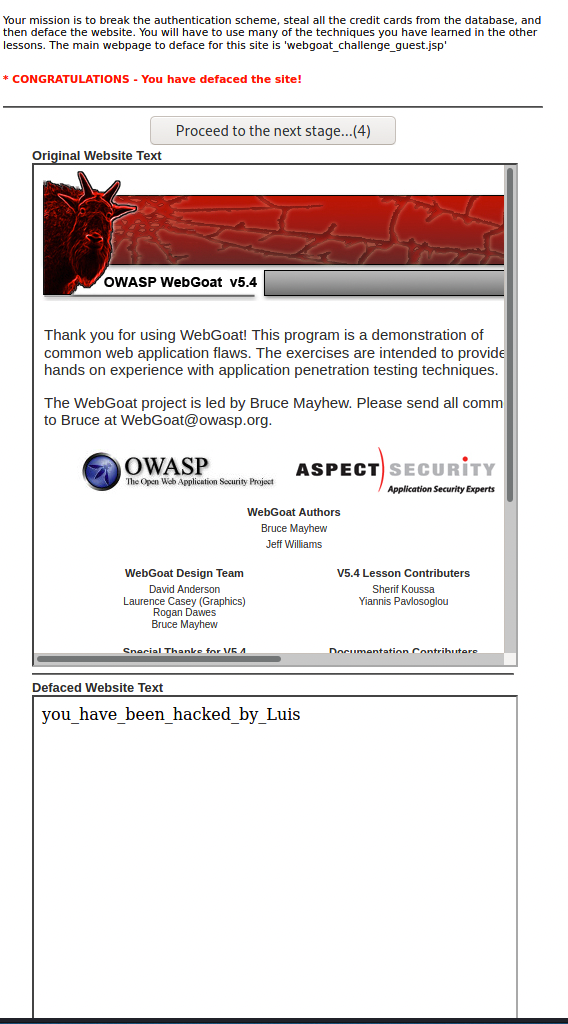 Your mission is to break the authentication scheme, steal all the credit cards from the database, and
then deface the website. You will have to use many of the techniques you have learned in the other
lessons. The main webpage to deface for this site is 'webgoat_challenge_guest.jsp'
* CONGRATULATIONS - You have defaced the site!
Proceed to the next stage...(4)
Original Website Text
OWASP WebGoat v5.4
Thank you for using WebGoat! This program is a demonstration of
common web application flaws. The exercises are intended to provide
hands on experience with application penetration testing techniques.
The WebGoat project is led by Bruce Mayhew. Please send all comm
to Bruce at WebGoat@owasp.org.
OWASP
The Open Web Application Security Project
ASPECT SECURITY
Application Security Experts
WebGoat Authors
Bruce Mayhew
Jeff Williams
WebGoat Design Team
David Anderson
Laurence Casey (Graphics)
Rogan Dawes
Bruce Mayhew
V5.4 Lesson Contributers
Sherif Koussa
Yiannis Pavlosoglou
Special Thanks for V5.4
Documentation Contributers
Defaced Website Text
you_have_been_hacked_by_Luis